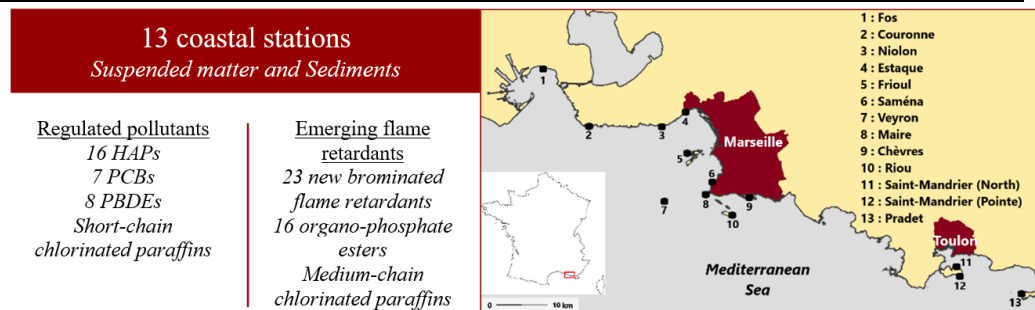 13 coastal stations
Suspended matter and Sediments
Regulated pollutants
16 HAPs
7 PCBs
8 PBDEs
Short-chain
chlorinated paraffins
Emerging flame
retardants
23 new brominated
flame retardants
16 organo-phosphate
esters
Medium-chain
chlorinated paraffins
1 : Fos
2 : Couronne
3 : Niolon
4 : Estaque
5 : Frioul
6 : Saména
7 : Veyron
8 : Maire
9 : Chèvres
10 : Riou
11 : Saint-Mandrier (North)
12 : Saint-Mandrier (Pointe)
13 : Pradet
1
2
3
4
Marseille
5
6
7
8
9
10
Toulon
11
12
13
Mediterranean
Sea
0 10 km